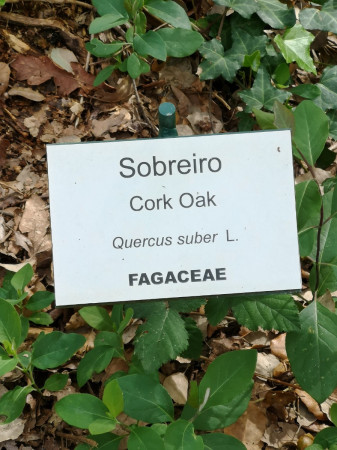 Sobreiro
Cork Oak
Quercus suber L.
FAGACEAE